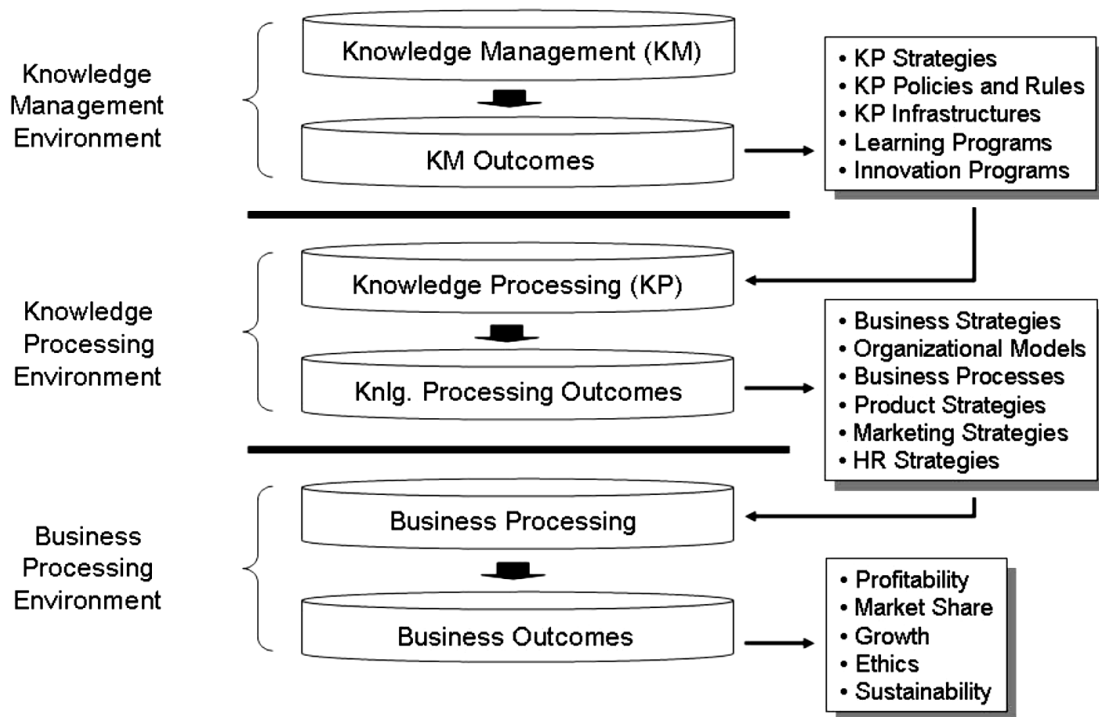 Knowledge
Management
Environment
Knowledge Management (KM)
KM Outcomes
• KP Strategies
• KP Policies and Rules
• KP Infrastructures
• Learning Programs
• Innovation Programs
Knowledge
Processing
Environment
Knowledge Processing (KP)
Knlg. Processing Outcomes
• Business Strategies
• Organizational Models
• Business Processes
• Product Strategies
• Marketing Strategies
• HR Strategies
Business
Processing
Environment
Business Processing
Business Outcomes
• Profitability
• Market Share
• Growth
• Ethics
• Sustainability